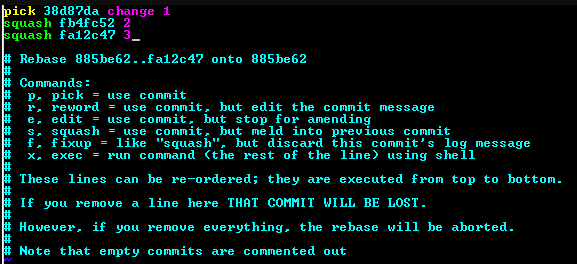 pick 38d87da change 1
squash fb4fc52 2
squash fa12c47 3
# Rebase 885be62..fa12c47 onto 885be62
#
# Commands:
#  p, pick = use commit
#  r, reword = use commit, but edit the commit message
#  e, edit = use commit, but stop for amending
#  s, squash = use commit, but meld into previous commit
#  f, fixup = like "squash", but discard this commit's log message
#  x, exec = run command (the rest of the line) using shell
#
# These lines can be re-ordered; they are executed from top to bottom.
#
# If you remove a line here THAT COMMIT WILL BE LOST.
#
# However, if you remove everything, the rebase will be aborted.
#
# Note that empty commits are commented out